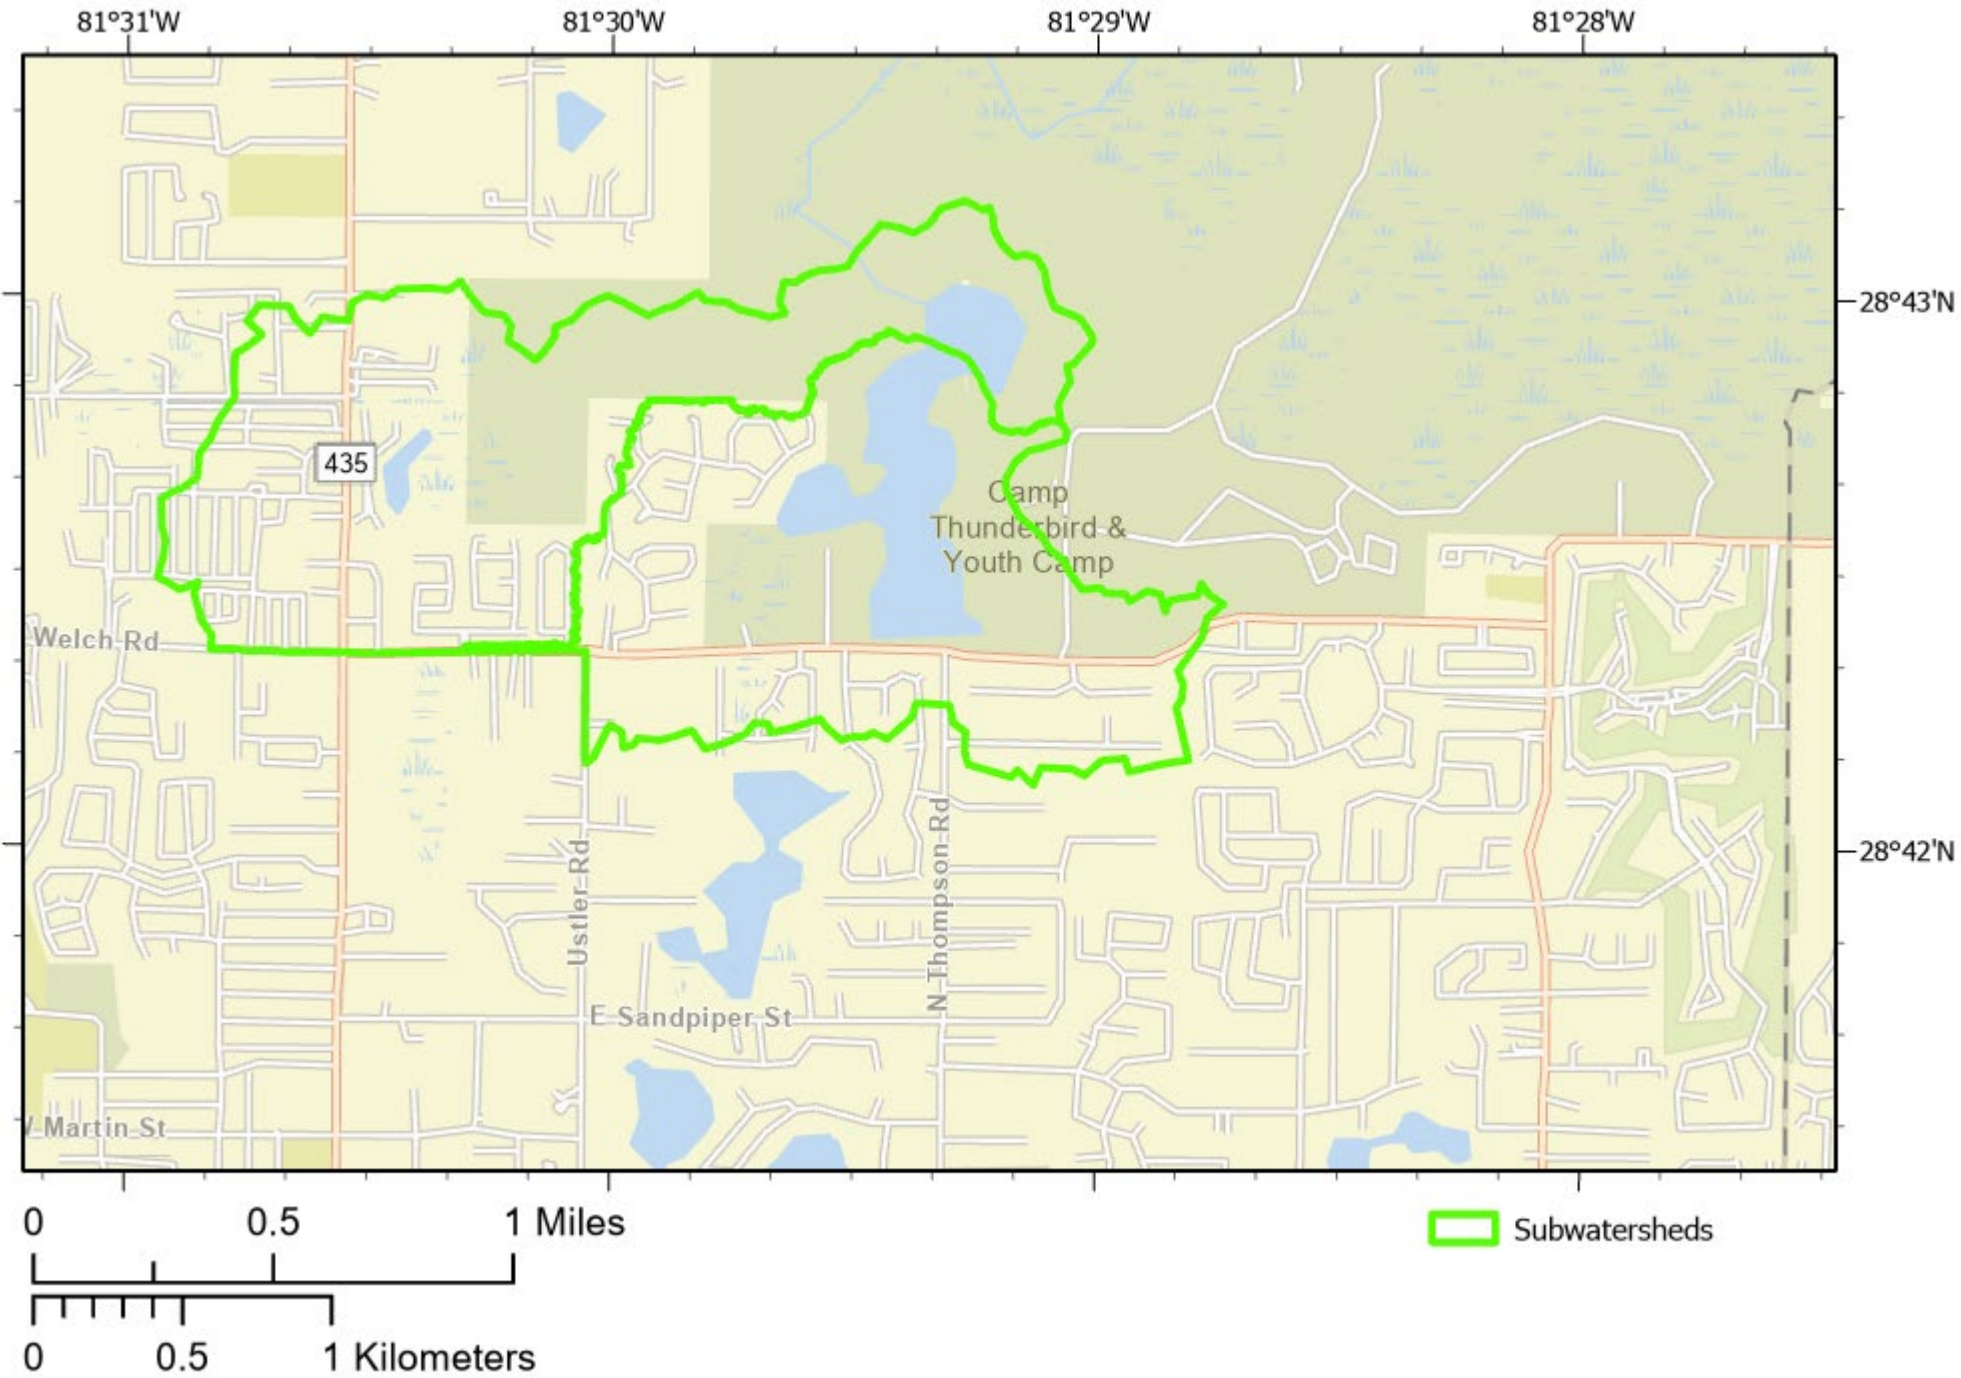 81°31'W 81°30'W 81°29'W 81°28'W
28°43'N
435
Camp
Thunderbird &
Youth Camp
Welch Rd
28°42'N
Ustler Rd
N Thompson Rd
E Sandpiper St
Martin St
0 0.5 1 Miles
Subwatersheds
0 0.5 1 Kilometers